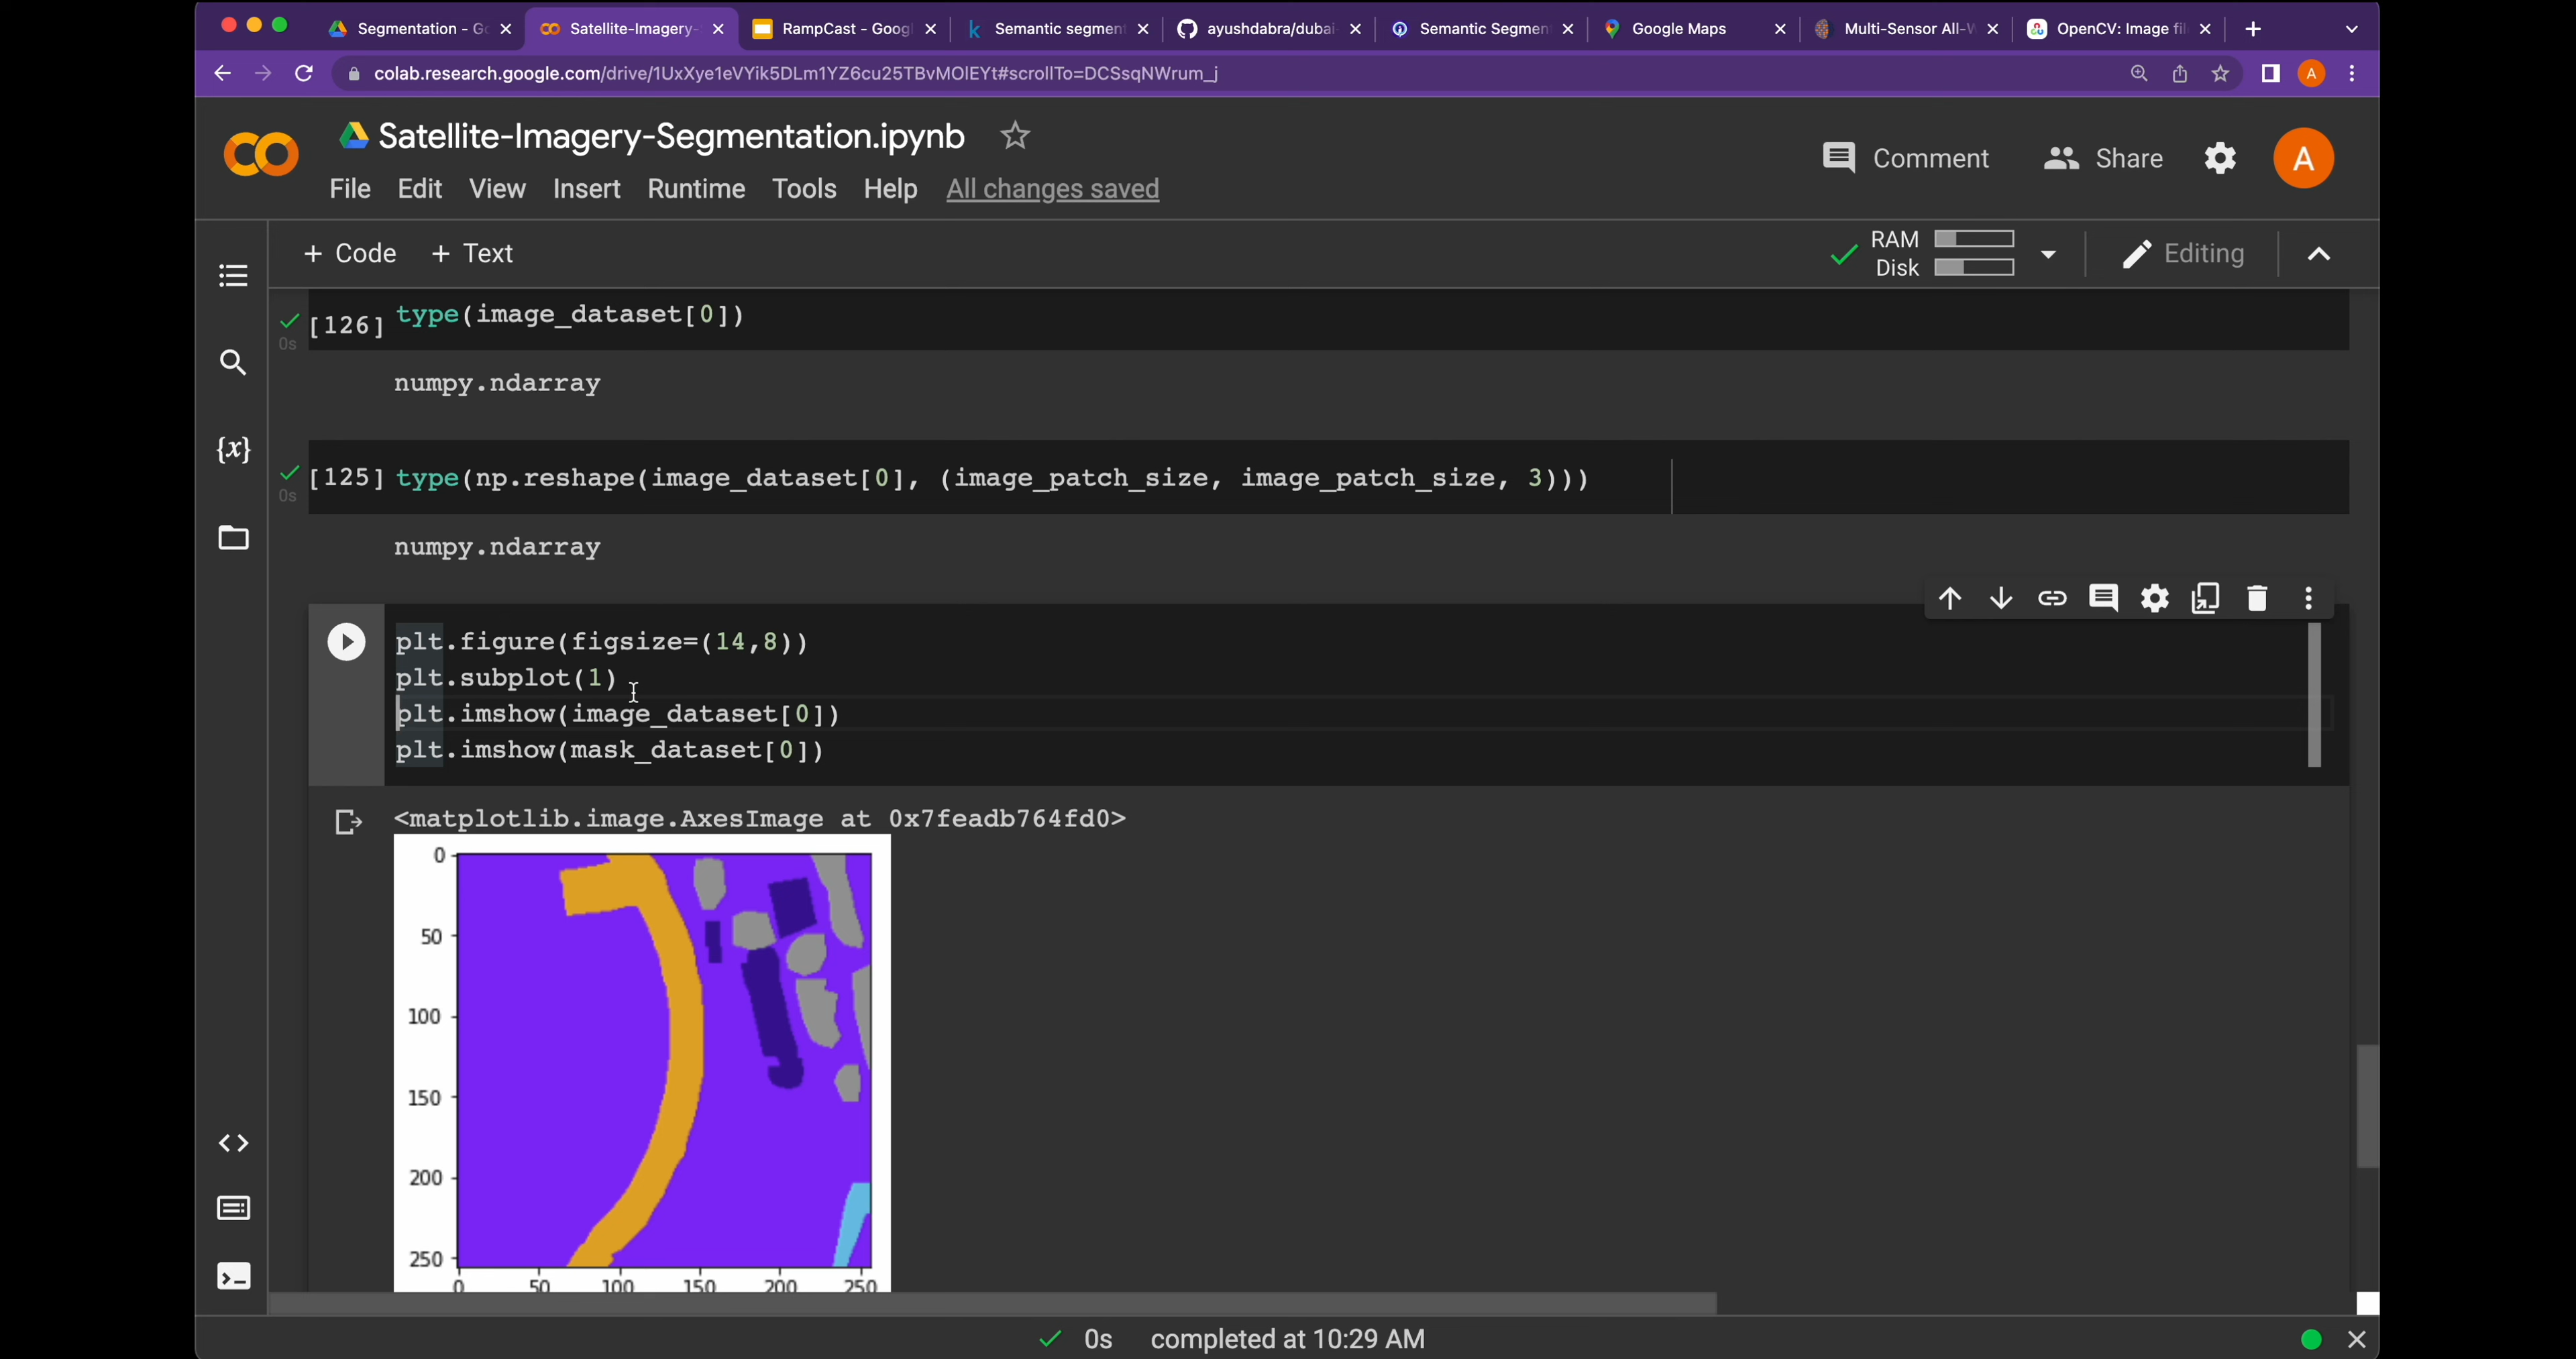 Segmentation - Go
Satellite-Imagery-
RampCast - Googl
Semantic segment
ayushdabra/dubai-
Semantic Segmen
Google Maps
Multi-Sensor All-W
OpenCV: Image fil
colab.research.google.com/drive/1UxXye1eVYik5DLm1YZ6cu25TBvMOlEYt#scrollTo=DCSsqNWrum_j
A
Satellite-Imagery-Segmentation.ipynb
Comment
Share
A
File Edit View Insert Runtime Tools Help All changes saved
+ Code + Text
RAM
Disk
Editing
[126] type(image_dataset[0])
0s
numpy.ndarray
{x}
[125] type(np.reshape(image_dataset[0], (image_patch_size, image_patch_size, 3)))
0s
numpy.ndarray
plt.figure(figsize=(14,8))
plt.subplot(1)
plt.imshow(image_dataset[0])
plt.imshow(mask_dataset[0])
<matplotlib.image.AxesImage at 0x7feadb764fd0>
0
50
100
150
200
250
0 50 100 150 200 250
0s completed at 10:29 AM